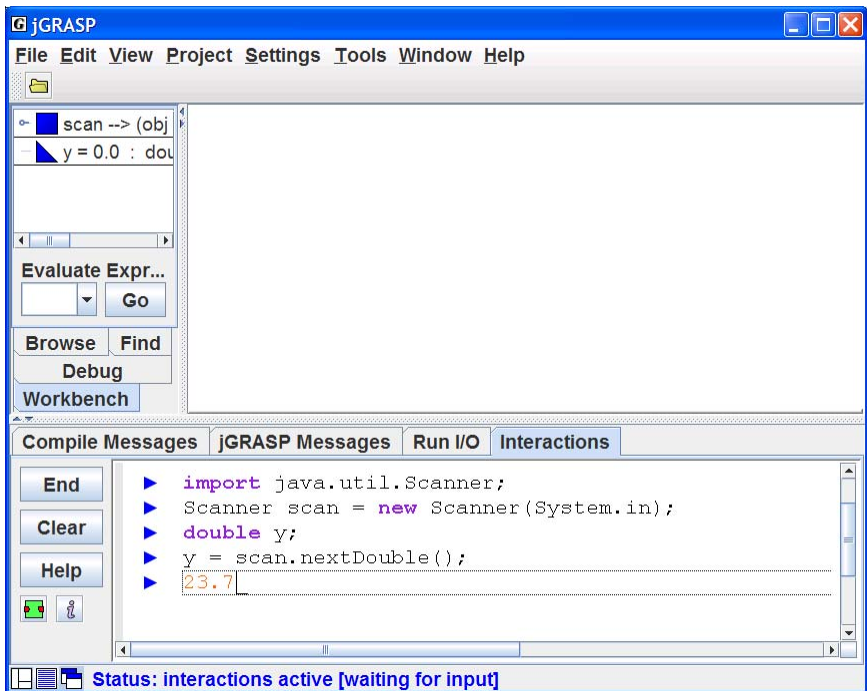 jGRASP
File Edit View Project Settings Tools Window Help
scan --> (obj
y = 0.0 : dou
Evaluate Expr...
Go
Browse Find
Debug
Workbench
Compile Messages jGRASP Messages Run I/O Interactions
End
Clear
Help
import java.util.Scanner;
Scanner scan = new Scanner(System.in);
double y;
y = scan.nextDouble();
23.7
Status: interactions active [waiting for input]